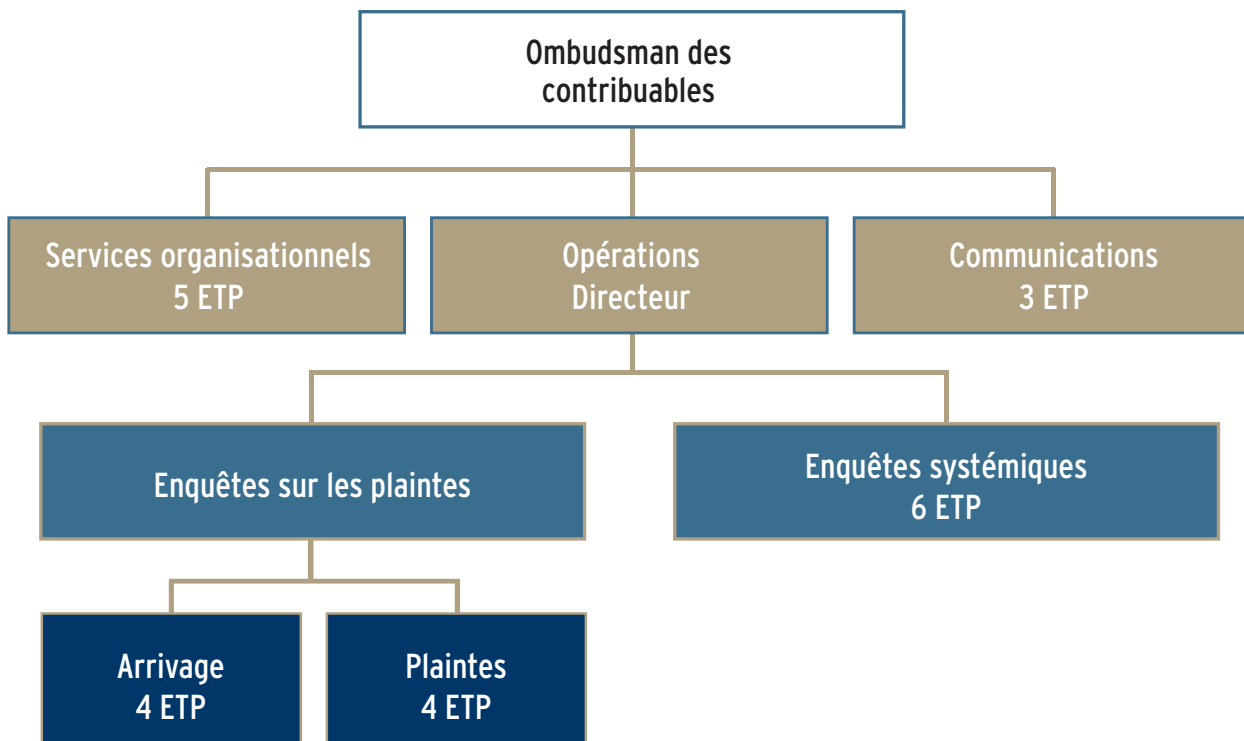 Ombudsman des
contribuables
Services organisationnels
5 ETP
Opérations
Directeur
Communications
3 ETP
Enquêtes sur les plaintes
Enquêtes systémiques
6 ETP
Arrivage
4 ETP
Plaintes
4 ETP